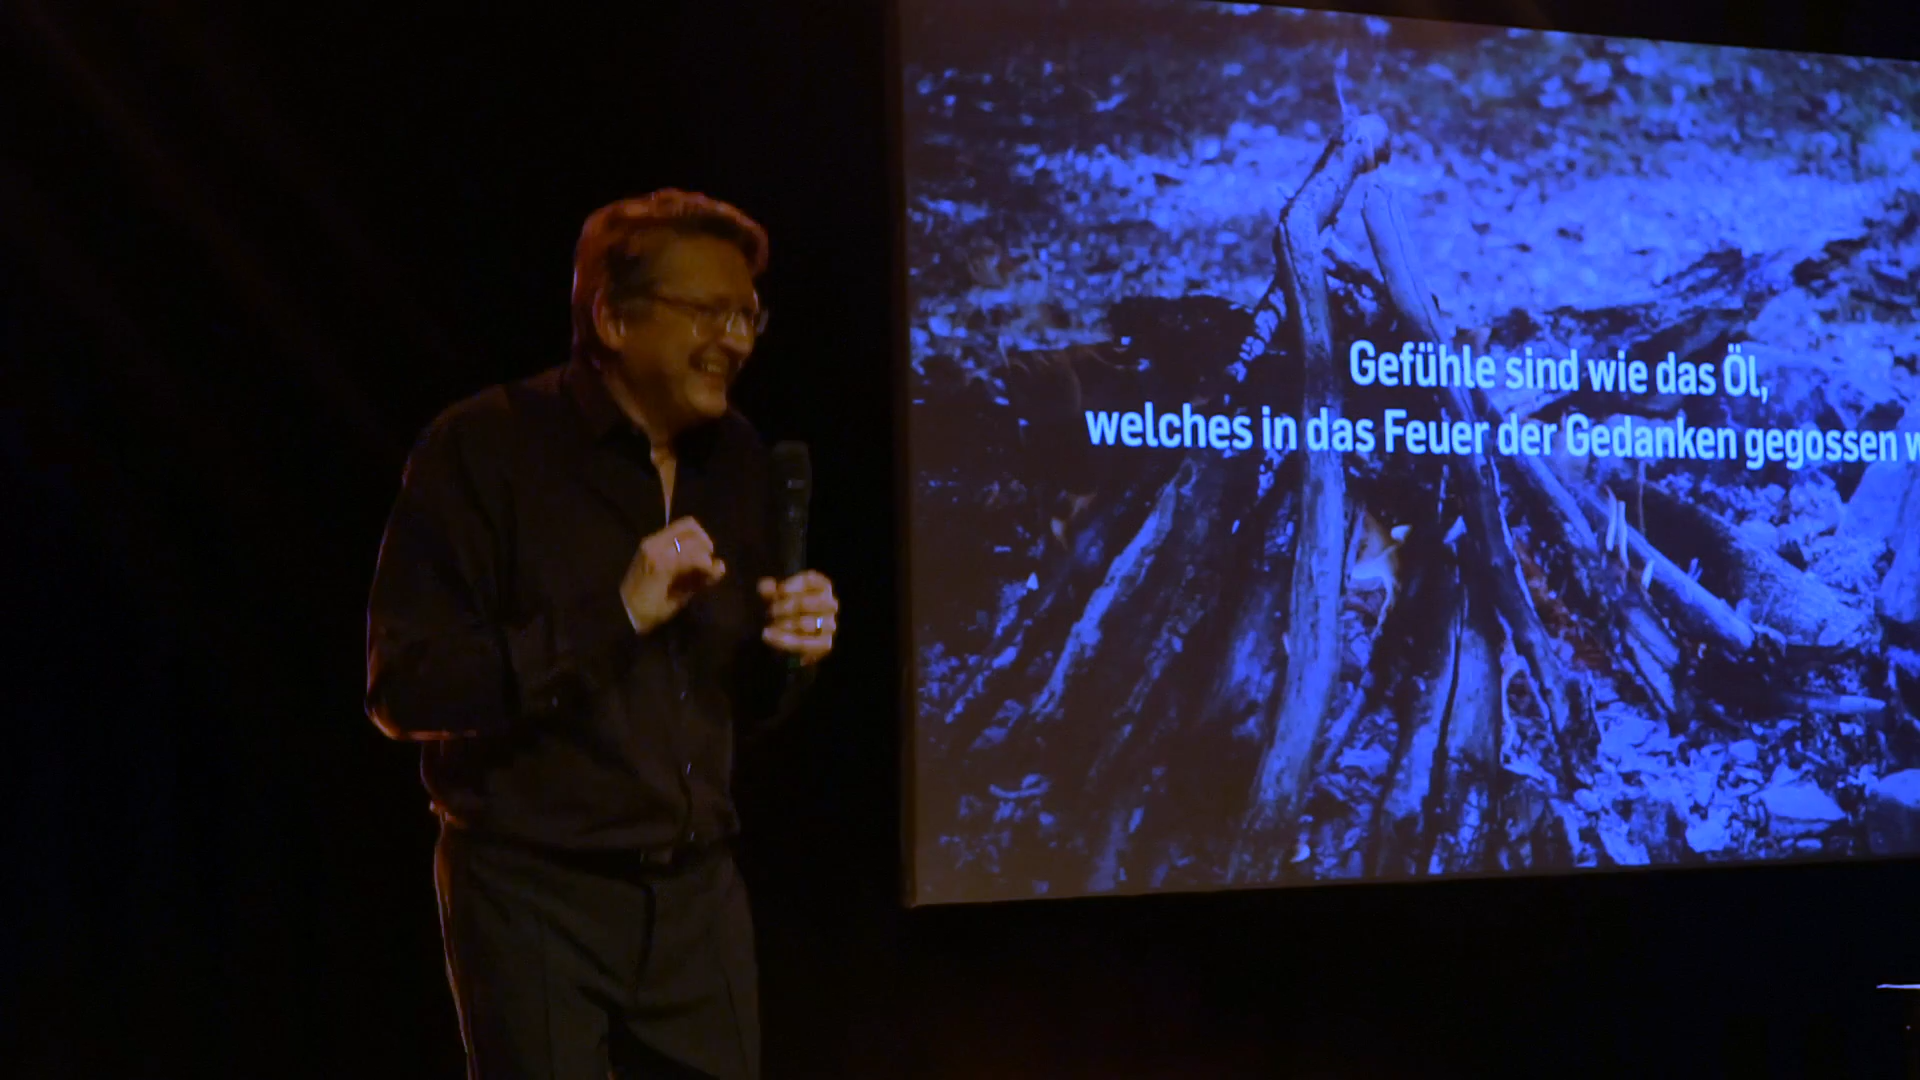 Gefühle sind wie das Öl,
welches in das Feuer der Gedanken gegossen